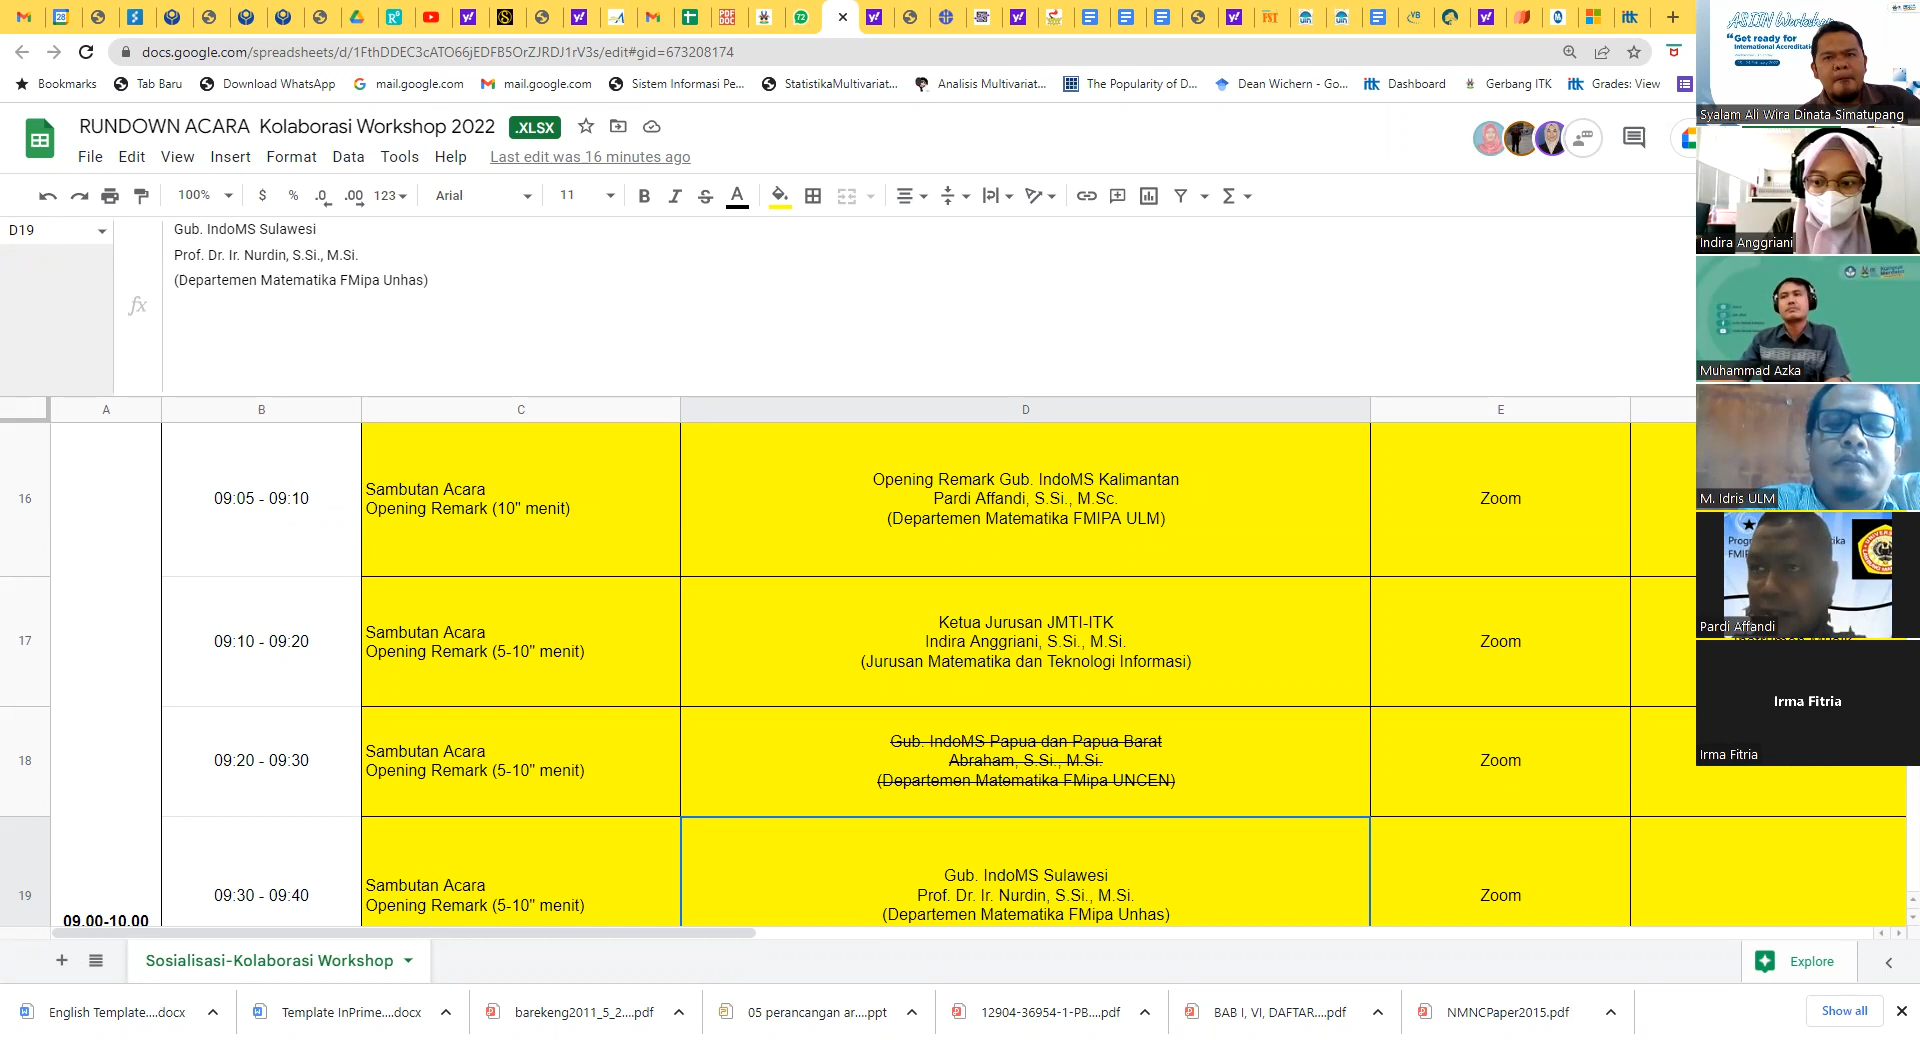 docs.google.com/spreadsheets/d/1FthDDEC3cATO66jEDFB5OrZJRDJ1rV3s/edit#gid=673208174
Bookmarks
Tab Baru
Download WhatsApp
mail.google.com
mail.google.com
Sistem Informasi Pe...
StatistikaMultivariat...
Analisis Multivariat...
The Popularity of D...
Dean Wichern - Go...
Dashboard
Gerbang ITK
Grades: View
RUNDOWN ACARA Kolaborasi Workshop 2022
.XLSX
File Edit View Insert Format Data Tools Help
Last edit was 16 minutes ago
100%
$ % .0 .00 123
Arial
11
D19
Gub. IndoMS Sulawesi
Prof. Dr. Ir. Nurdin, S.Si., M.Si.
(Departemen Matematika FMipa Unhas)
fx
A B C D E
16
09:05 - 09:10
Sambutan Acara
Opening Remark (10" menit)
Opening Remark Gub. IndoMS Kalimantan
Pardi Affandi, S.Si., M.Sc.
(Departemen Matematika FMIPA ULM)
Zoom
17
09:10 - 09:20
Sambutan Acara
Opening Remark (5-10" menit)
Ketua Jurusan JMTI-ITK
Indira Anggriani, S.Si., M.Si.
(Jurusan Matematika dan Teknologi Informasi)
Zoom
18
09:20 - 09:30
Sambutan Acara
Opening Remark (5-10" menit)
Gub. IndoMS Papua dan Papua Barat
Abraham, S.Si., M.Si.
(Departemen Matematika FMipa UNCEN)
Zoom
19
09.00-10.00
09:30 - 09:40
Sambutan Acara
Opening Remark (5-10" menit)
Gub. IndoMS Sulawesi
Prof. Dr. Ir. Nurdin, S.Si., M.Si.
(Departemen Matematika FMipa Unhas)
Zoom
Sosialisasi-Kolaborasi Workshop
Explore
English Template....docx
Template InPrime....docx
barekeng2011_5_2....pdf
05 perancangan ar....ppt
12904-36954-1-PB....pdf
BAB I, VI, DAFTAR....pdf
NMNCPaper2015.pdf
Show all
ASIIN Workshop
"Get ready for
International Accreditatio
Syalam Ali Wira Dinata Simatupang
Indira Anggriani
Muhammad Azka
M. Idris ULM
Pardi Affandi
Irma Fitria
Irma Fitria